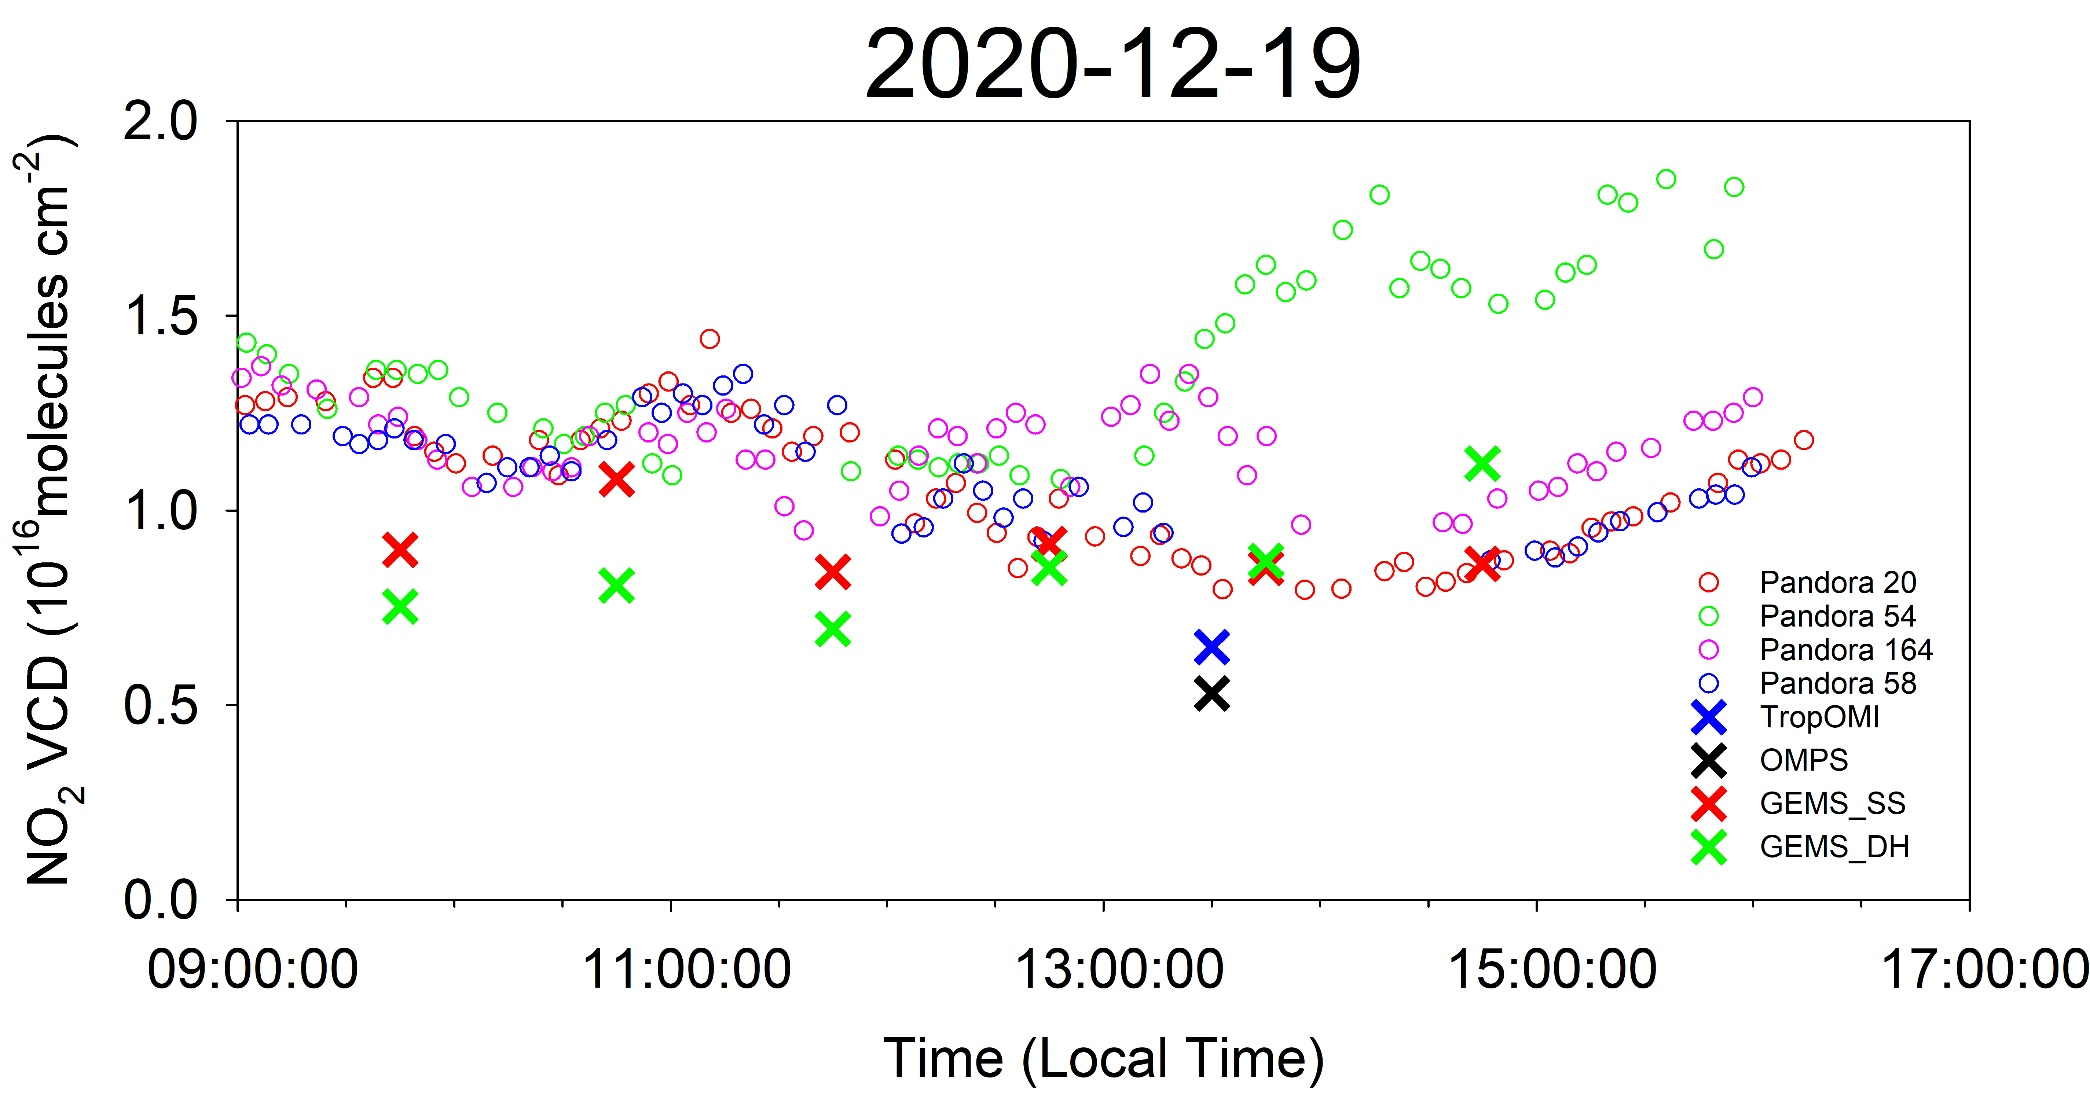 2020-12-19
NO2 VCD (10^16 molecules cm^-2)
2.0
1.5
1.0
0.5
0.0
09:00:00 11:00:00 13:00:00 15:00:00 17:00:00
Time (Local Time)
Pandora 20
Pandora 54
Pandora 164
Pandora 58
TropOMI
OMPS
GEMS_SS
GEMS_DH